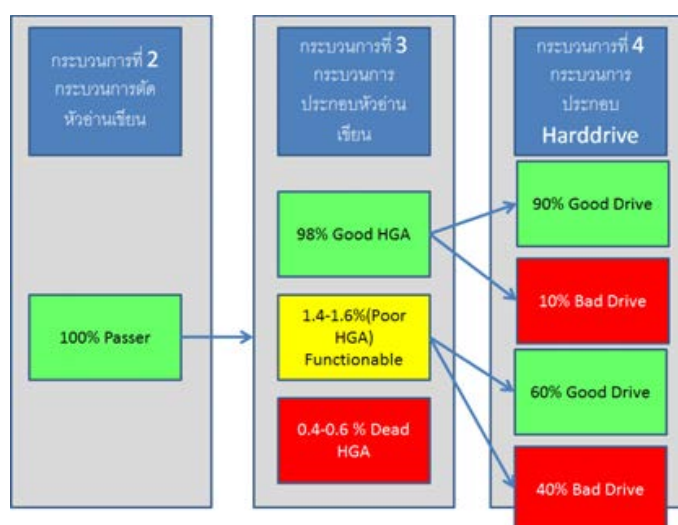 กระบวนการที่ 2
กระบวนการตัด
หัวอ่านเขียน
100% Passer
กระบวนการที่ 3
กระบวนการ
ประกอบหัวอ่าน
เขียน
98% Good HGA
1.4-1.6%(Poor
HGA)
Functionable
0.4-0.6 % Dead
HGA
กระบวนการที่ 4
กระบวนการ
ประกอบ
Harddrive
90% Good Drive
10% Bad Drive
60% Good Drive
40% Bad Drive